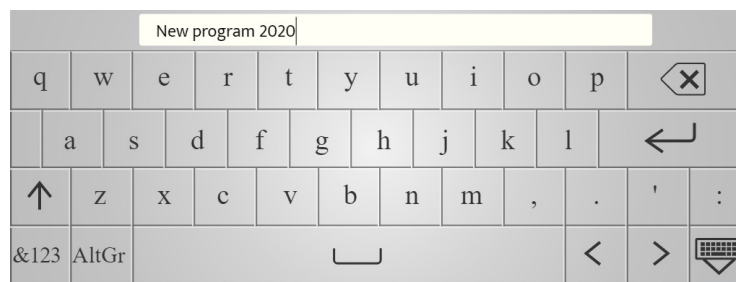 New program 2020
q w e r t y u i o p
a s d f g h j k l
z x c v b n m , . ' :
&123 AltGr < >